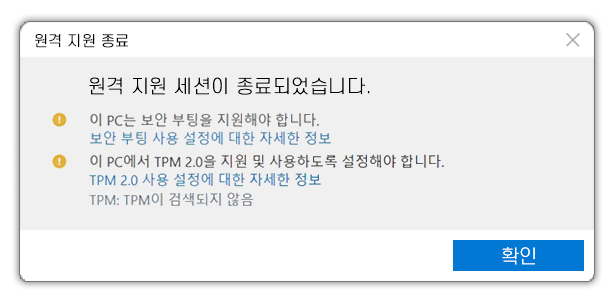 원격 지원 종료
원격 지원 세션이 종료되었습니다.
이 PC는 보안 부팅을 지원해야 합니다.
보안 부팅 사용 설정에 대한 자세한 정보
이 PC에서 TPM 2.0을 지원 및 사용하도록 설정해야 합니다.
TPM 2.0 사용 설정에 대한 자세한 정보
TPM: TPM이 검색되지 않음
확인